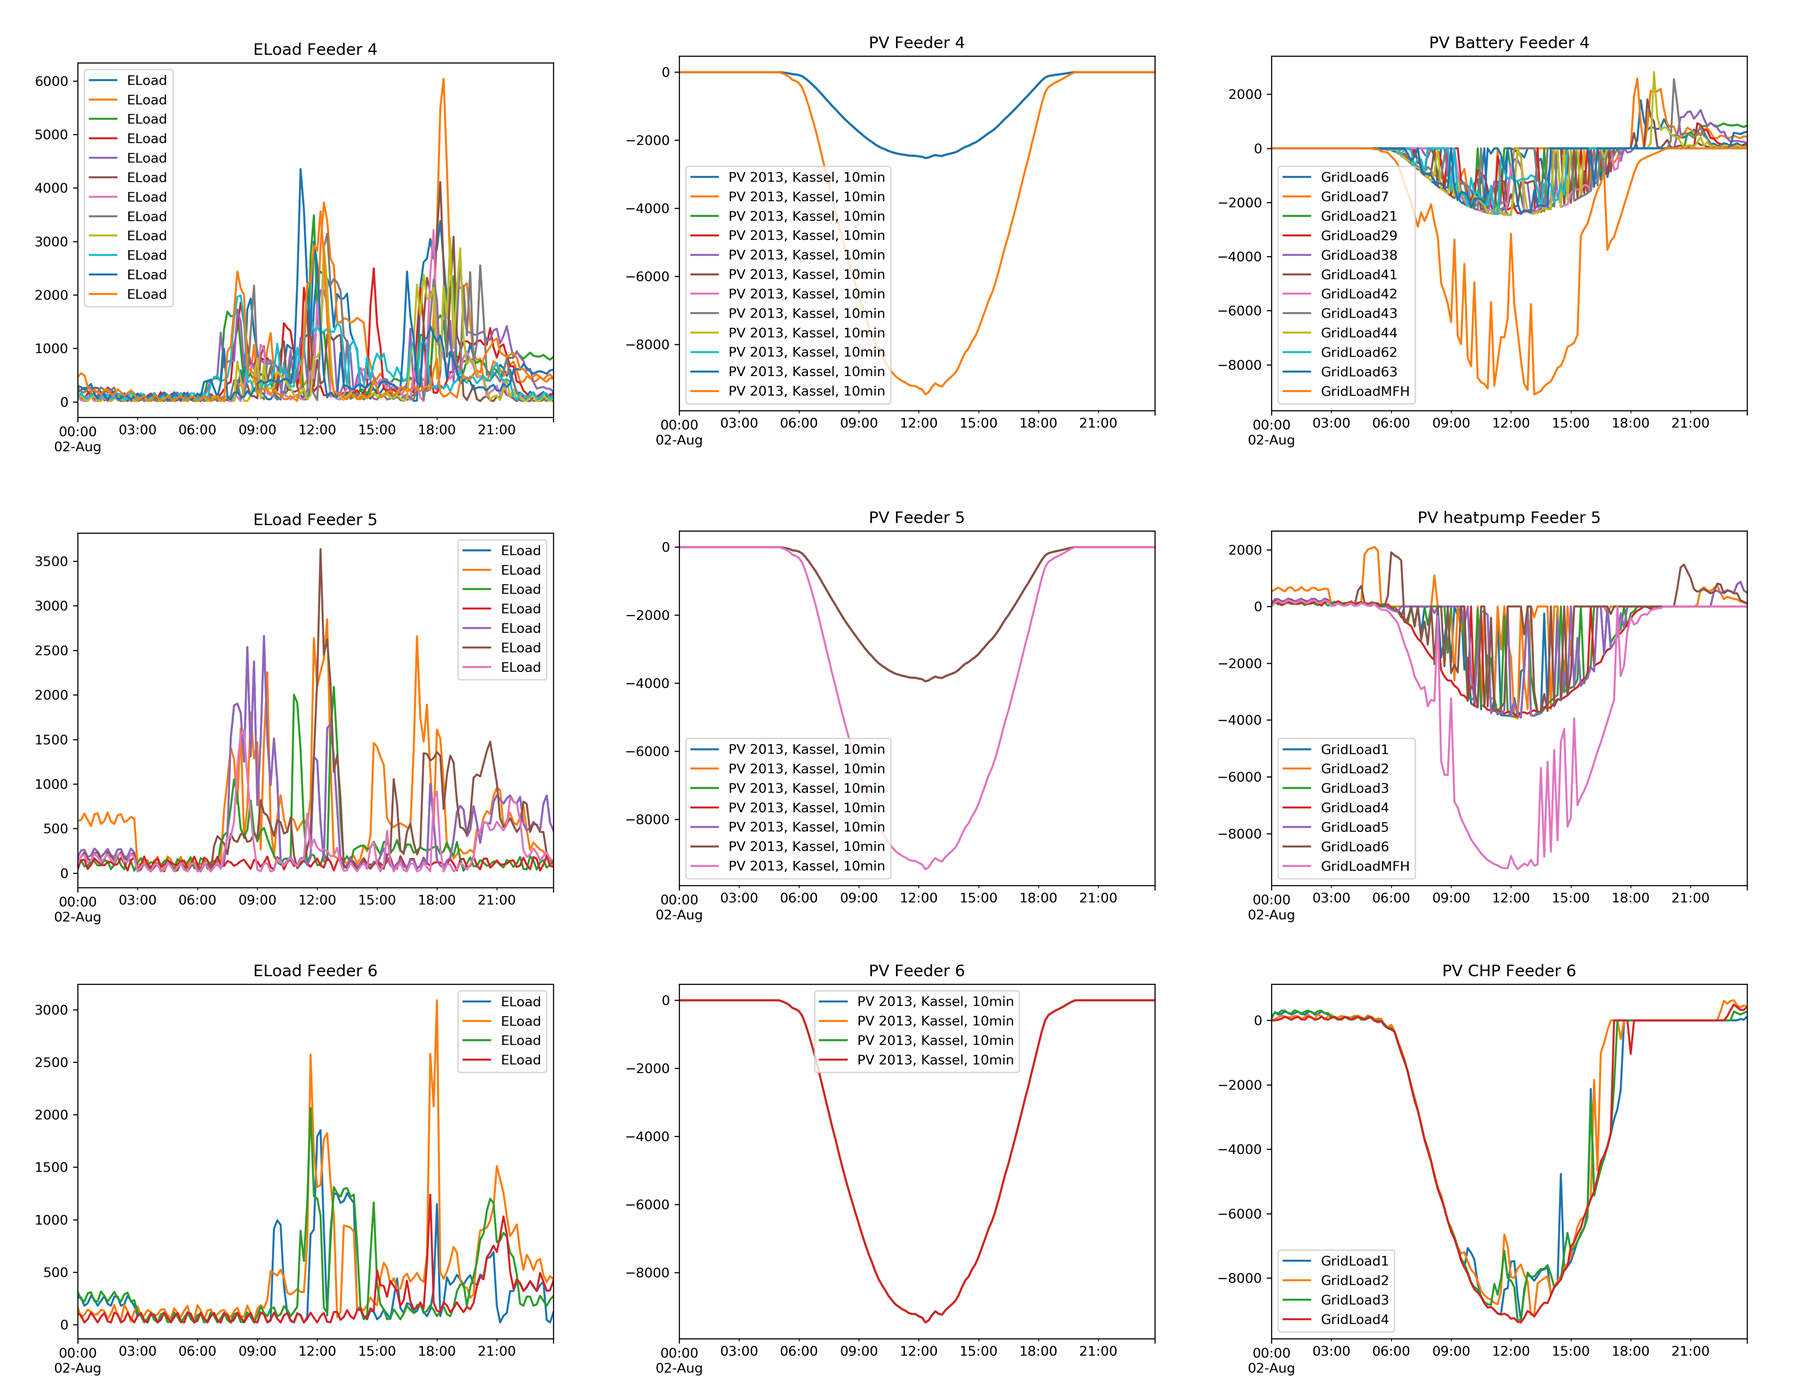 ELoad Feeder 4
6000
5000
4000
3000
2000
1000
0
ELoad
ELoad
ELoad
ELoad
ELoad
ELoad
ELoad
ELoad
ELoad
ELoad
ELoad
ELoad
00:00 03:00 06:00 09:00 12:00 15:00 18:00 21:00
02-Aug
PV Feeder 4
0
−2000
−4000
−6000
−8000
PV 2013, Kassel, 10min
PV 2013, Kassel, 10min
PV 2013, Kassel, 10min
PV 2013, Kassel, 10min
PV 2013, Kassel, 10min
PV 2013, Kassel, 10min
PV 2013, Kassel, 10min
PV 2013, Kassel, 10min
PV 2013, Kassel, 10min
PV 2013, Kassel, 10min
PV 2013, Kassel, 10min
PV 2013, Kassel, 10min
00:00 03:00 06:00 09:00 12:00 15:00 18:00 21:00
02-Aug
PV Battery Feeder 4
2000
0
−2000
−4000
−6000
−8000
GridLoad6
GridLoad7
GridLoad21
GridLoad29
GridLoad38
GridLoad41
GridLoad42
GridLoad43
GridLoad44
GridLoad62
GridLoad63
GridLoadMFH
00:00 03:00 06:00 09:00 12:00 15:00 18:00 21:00
02-Aug
ELoad Feeder 5
3500
3000
2500
2000
1500
1000
500
0
ELoad
ELoad
ELoad
ELoad
ELoad
ELoad
ELoad
00:00 03:00 06:00 09:00 12:00 15:00 18:00 21:00
02-Aug
PV Feeder 5
0
−2000
−4000
−6000
−8000
PV 2013, Kassel, 10min
PV 2013, Kassel, 10min
PV 2013, Kassel, 10min
PV 2013, Kassel, 10min
PV 2013, Kassel, 10min
PV 2013, Kassel, 10min
PV 2013, Kassel, 10min
00:00 03:00 06:00 09:00 12:00 15:00 18:00 21:00
02-Aug
PV heatpump Feeder 5
2000
0
−2000
−4000
−6000
−8000
GridLoad1
GridLoad2
GridLoad3
GridLoad4
GridLoad5
GridLoad6
GridLoadMFH
00:00 03:00 06:00 09:00 12:00 15:00 18:00 21:00
02-Aug
ELoad Feeder 6
3000
2500
2000
1500
1000
500
0
ELoad
ELoad
ELoad
ELoad
00:00 03:00 06:00 09:00 12:00 15:00 18:00 21:00
02-Aug
PV Feeder 6
0
−2000
−4000
−6000
−8000
PV 2013, Kassel, 10min
PV 2013, Kassel, 10min
PV 2013, Kassel, 10min
PV 2013, Kassel, 10min
00:00 03:00 06:00 09:00 12:00 15:00 18:00 21:00
02-Aug
PV CHP Feeder 6
0
−2000
−4000
−6000
−8000
GridLoad1
GridLoad2
GridLoad3
GridLoad4
00:00 03:00 06:00 09:00 12:00 15:00 18:00 21:00
02-Aug